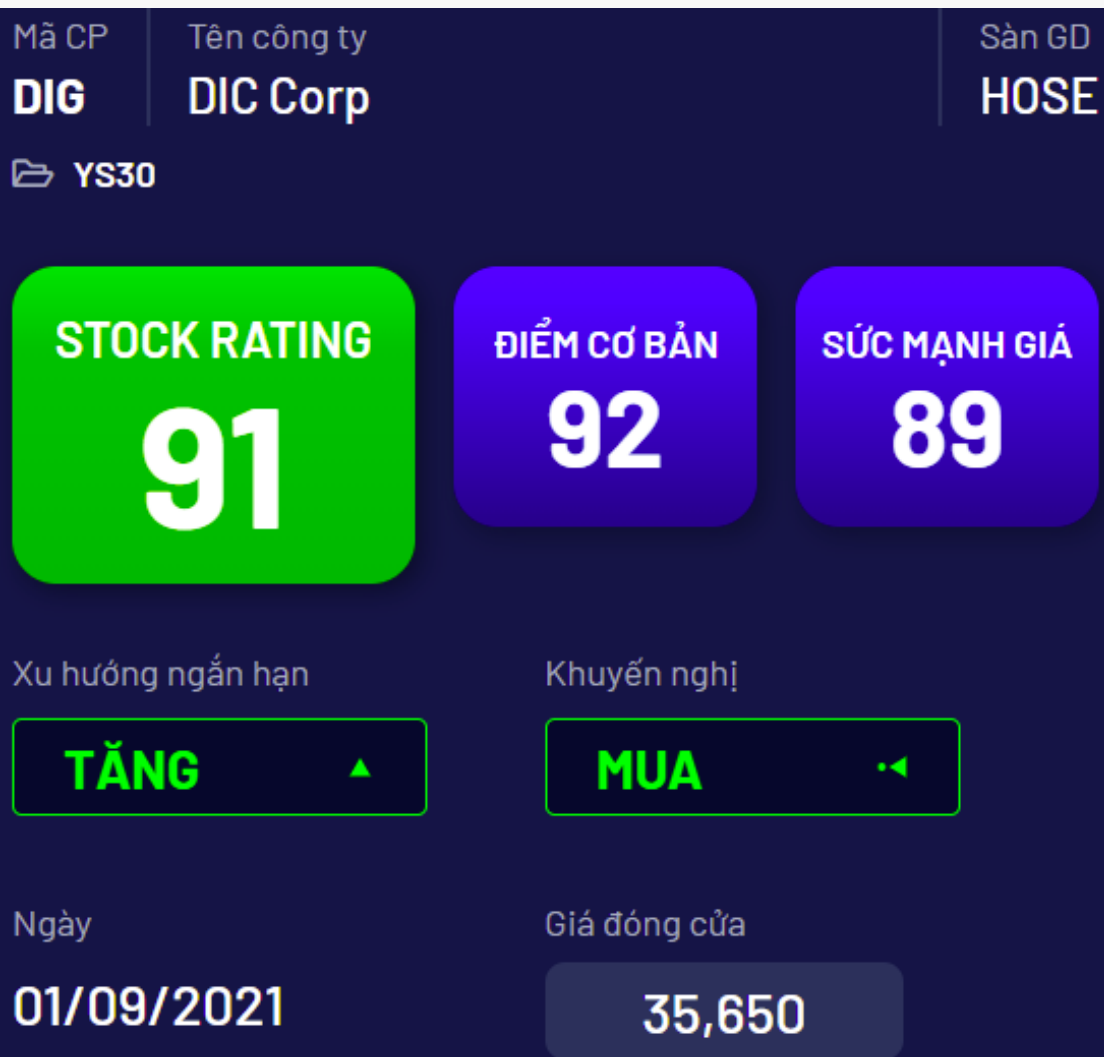 Mã CP Tên công ty Sàn GD
DIG DIC Corp HOSE
YS30
STOCK RATING ĐIỂM CƠ BẢN SỨC MẠNH GIÁ
91 92 89
Xu hướng ngắn hạn Khuyến nghị
TĂNG MUA
Ngày Giá đóng cửa
01/09/2021 35,650